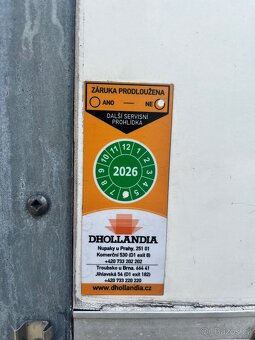 ZÁRUKA PRODLOUŽENA
ANO — NE
DALŠÍ SERVISNÍ
PROHLÍDKA
12 1 2 3 4 5 6 7 8 9 10 11
2026
DHOLLANDIA
Nupaky u Prahy, 251 01
Komerční 530 (D1 exit 8)
+420 733 202 202
Troubsko u Brna, 664 41
Jihlavská 54 (D1 exit 182)
+420 733 220 220
www.dhollandia.cz